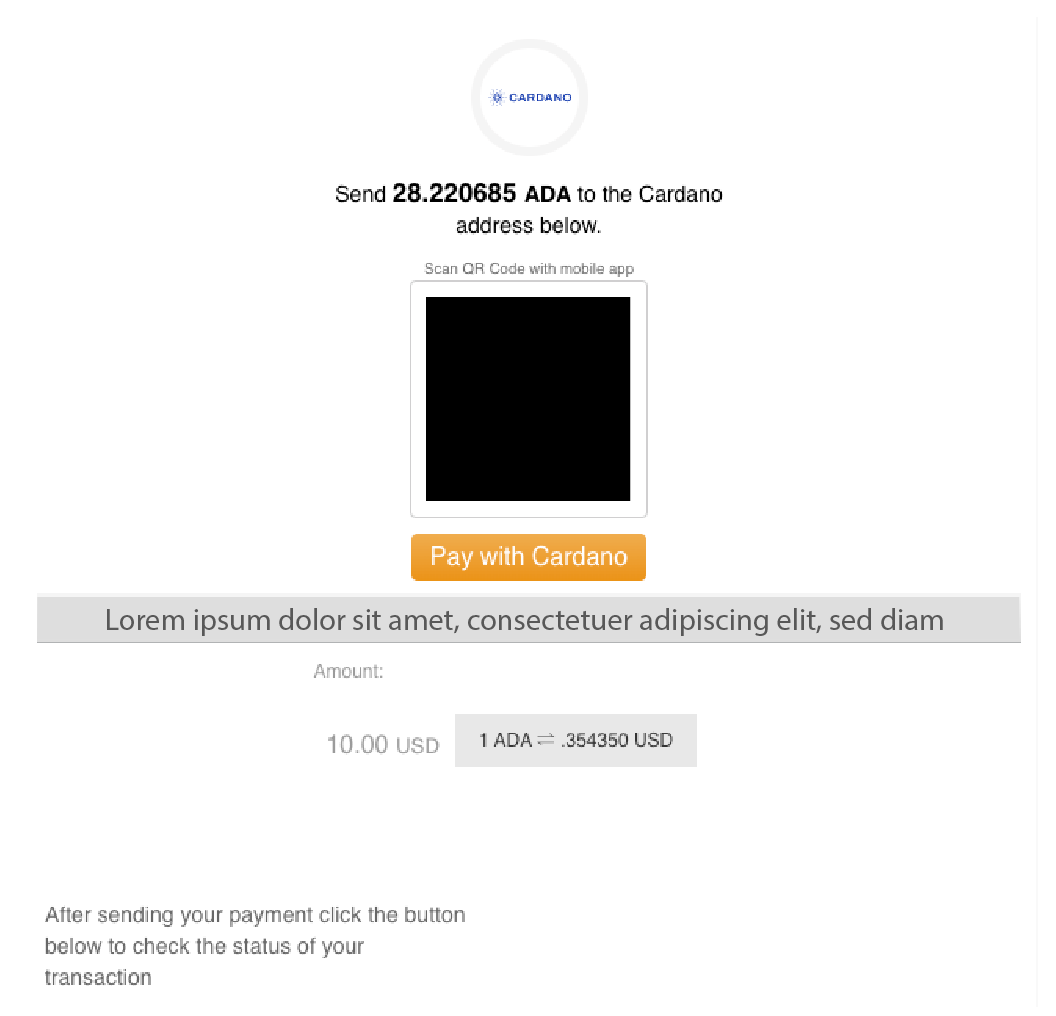 CARDANO
Send 28.220685 ADA to the Cardano
address below.
Scan QR Code with mobile app
Pay with Cardano
Lorem ipsum dolor sit amet, consectetuer adipiscing elit, sed diam
Amount:
10.00 USD
1 ADA ⇌ .354350 USD
After sending your payment click the button
below to check the status of your
transaction